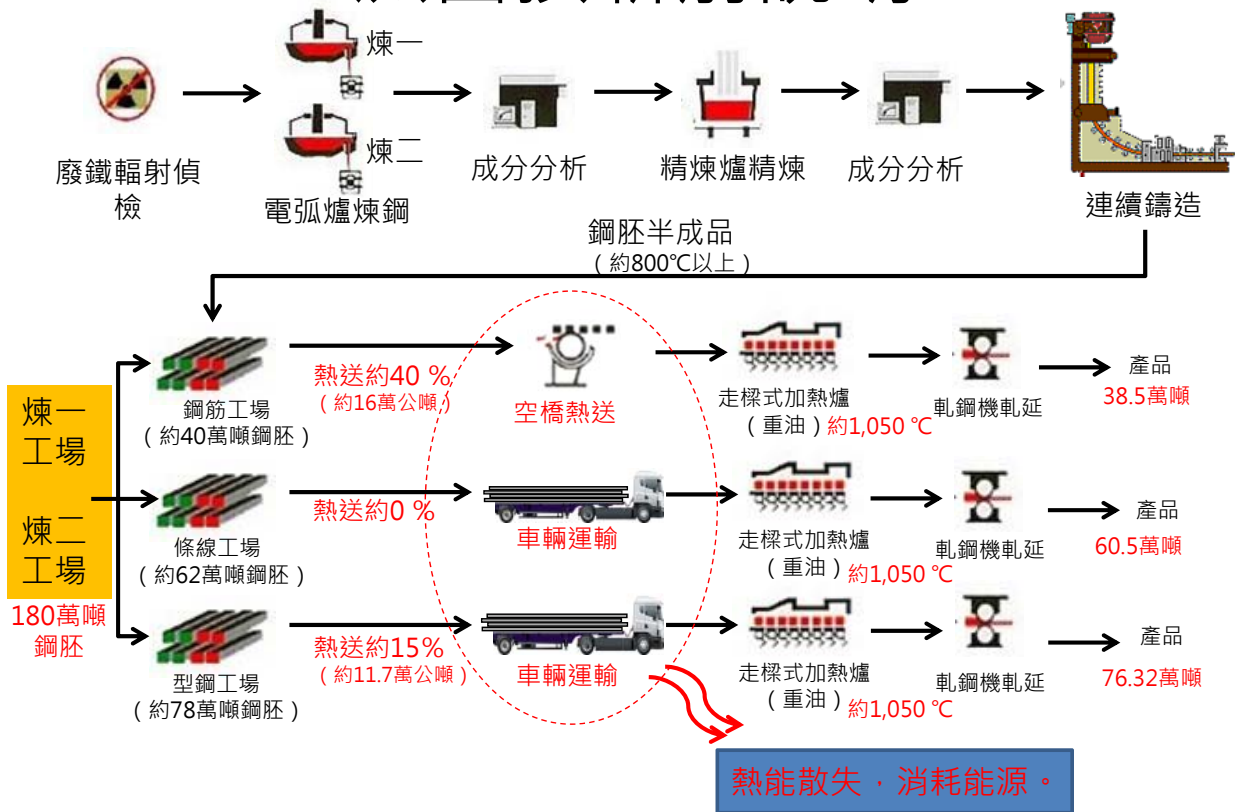 煉一
煉二
廢鐵輻射偵
檢
電弧爐煉鋼
成分分析
精煉爐精煉
成分分析
連續鑄造
鋼胚半成品
（約800℃以上）
煉一
工場
煉二
工場
180萬噸
鋼胚
鋼筋工場
（約40萬噸鋼胚）
熱送約40 %
（約16萬公噸）
空橋熱送
走樑式加熱爐
（重油）約1,050 ℃
軋鋼機軋延
產品
38.5萬噸
條線工場
（約62萬噸鋼胚）
熱送約0 %
車輛運輸
走樑式加熱爐
（重油）約1,050 ℃
軋鋼機軋延
產品
60.5萬噸
型鋼工場
（約78萬噸鋼胚）
熱送約15%
（約11.7萬公噸）
車輛運輸
走樑式加熱爐
（重油）約1,050 ℃
軋鋼機軋延
產品
76.32萬噸
熱能散失，消耗能源。